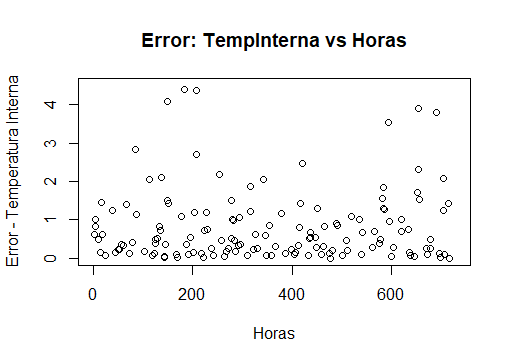 Error: TempInterna vs Horas
Error - Temperatura Interna
4
3
2
1
0
0 200 400 600
Horas